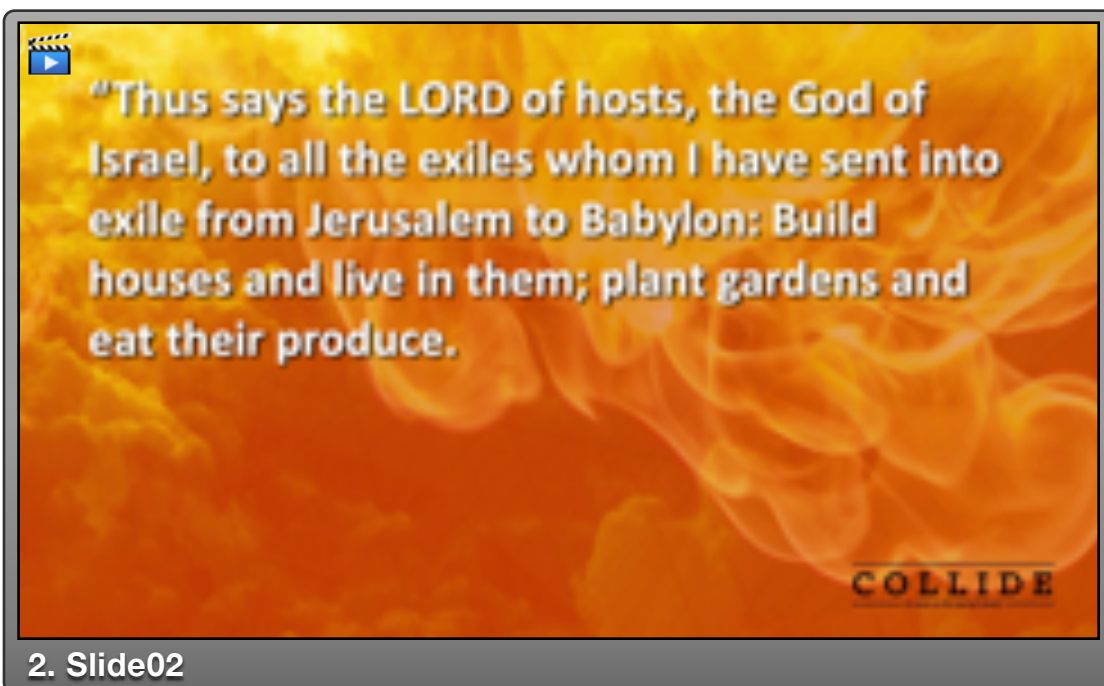 “Thus says the LORD of hosts, the God of
Israel, to all the exiles whom I have sent into
exile from Jerusalem to Babylon: Build
houses and live in them; plant gardens and
eat their produce.
COLLIDE
2. Slide02